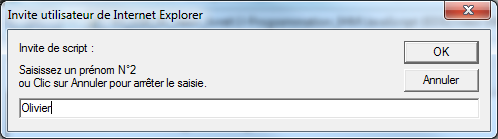 Invite utilisateur de Internet Explorer
Invite de script :
OK
Saisissez un prénom N°2
ou Clic sur Annuler pour arrêter le saisie.
Annuler
Olivier